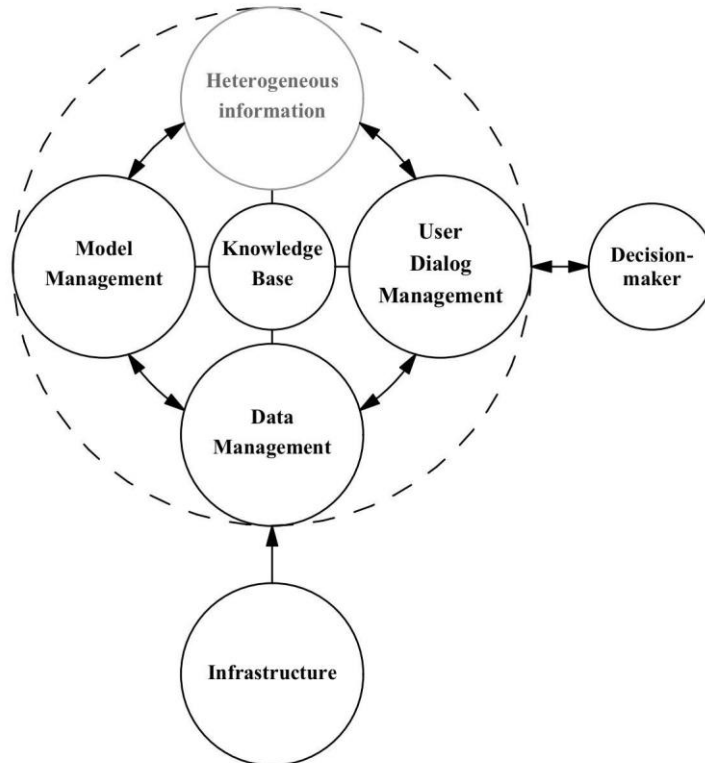 Heterogeneous
information
Model
Management
Knowledge
Base
User
Dialog
Management
Decision-
maker
Data
Management
Infrastructure